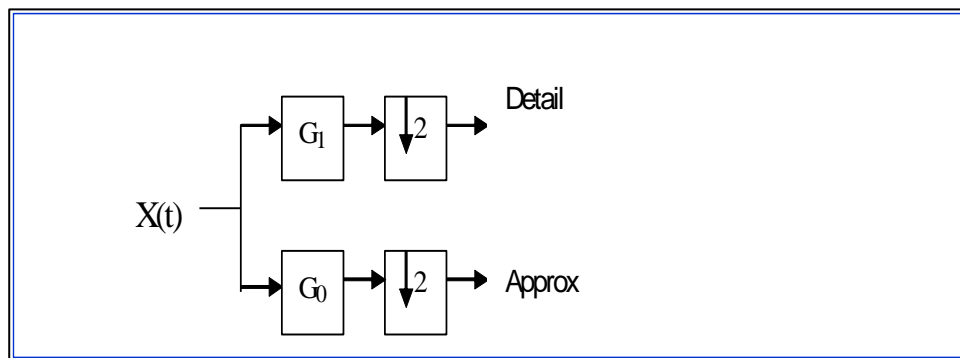 Detail
G₁
2
X(t)
G₀
2
Approx